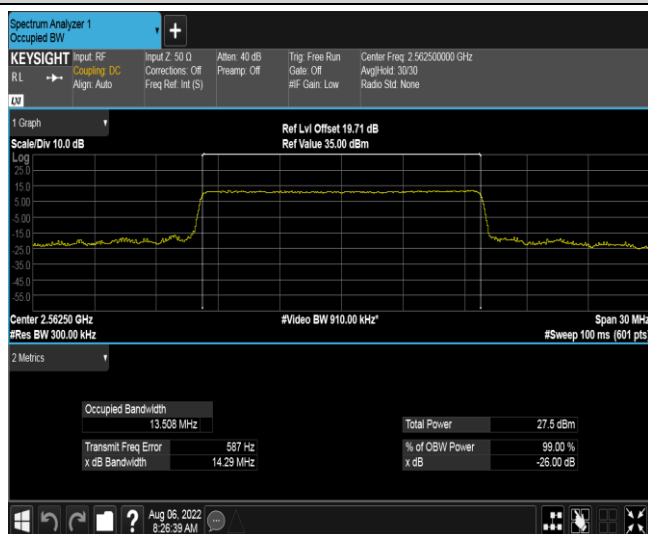 Spectrum Analyzer 1
Occupied BW
+
KEYSIGHT
R L
LXI
Input: RF
Coupling: DC
Align: Auto
Input Z: 50 Ω
Corrections: Off
Freq Ref: Int (S)
Atten: 40 dB
Preamp: Off
Trig: Free Run
Gate: Off
#IF Gain: Low
Center Freq: 2.562500000 GHz
Avg|Hold: 30/30
Radio Std: None
1 Graph
Scale/Div 10.0 dB
Ref Lvl Offset 19.71 dB
Ref Value 35.00 dBm
Log
25.0
15.0
5.00
-5.00
-15.0
-25.0
-35.0
-45.0
-55.0
Center 2.56250 GHz
#Res BW 300.00 kHz
#Video BW 910.00 kHz*
Span 30 MHz
#Sweep 100 ms (601 pts)
2 Metrics
Occupied Bandwidth
13.508 MHz
Transmit Freq Error 587 Hz
x dB Bandwidth 14.29 MHz
Total Power 27.5 dBm
% of OBW Power 99.00 %
x dB -26.00 dB
?
Aug 06, 2022
8:26:39 AM